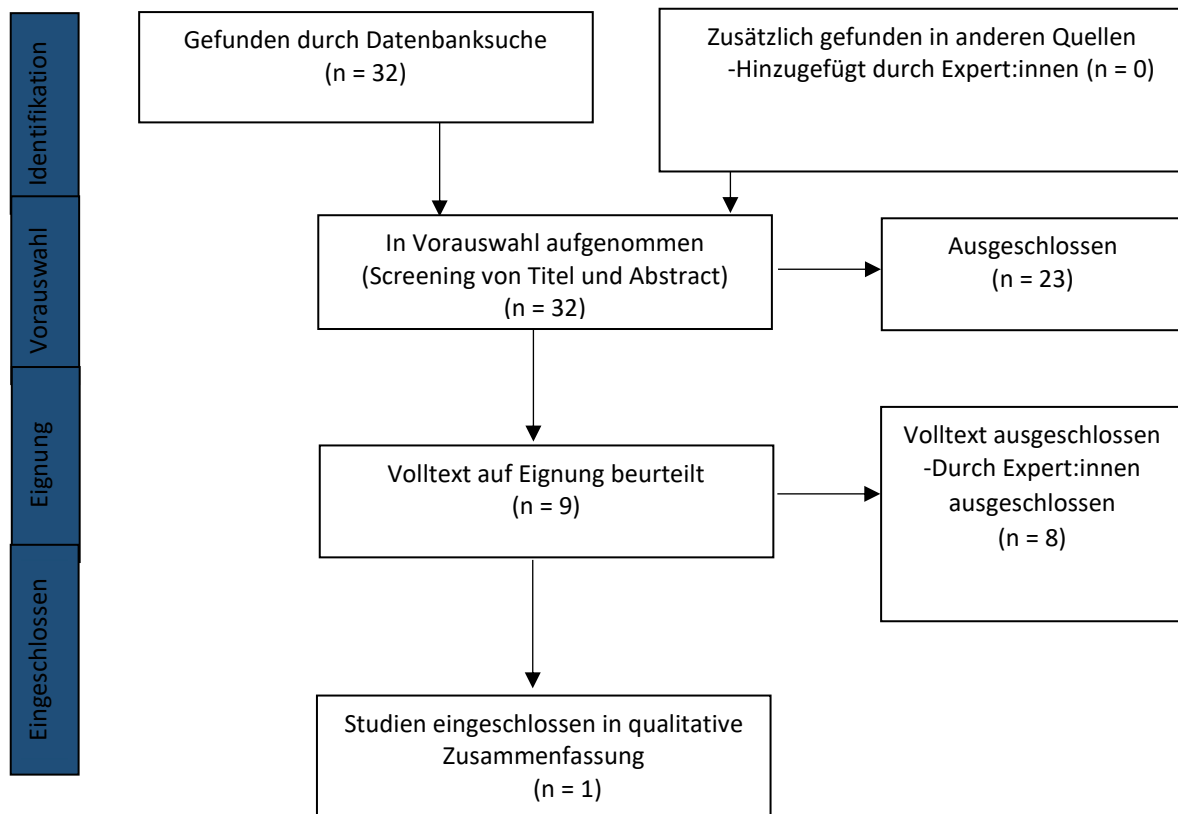 Identifikation
Gefunden durch Datenbanksuche
(n = 32)
Zusätzlich gefunden in anderen Quellen
-Hinzugefügt durch Expert:innen (n = 0)
Vorauswahl
In Vorauswahl aufgenommen
(Screening von Titel und Abstract)
(n = 32)
Ausgeschlossen
(n = 23)
Eignung
Volltext auf Eignung beurteilt
(n = 9)
Volltext ausgeschlossen
-Durch Expert:innen
ausgeschlossen
(n = 8)
Eingeschlossen
Studien eingeschlossen in qualitative
Zusammenfassung
(n = 1)